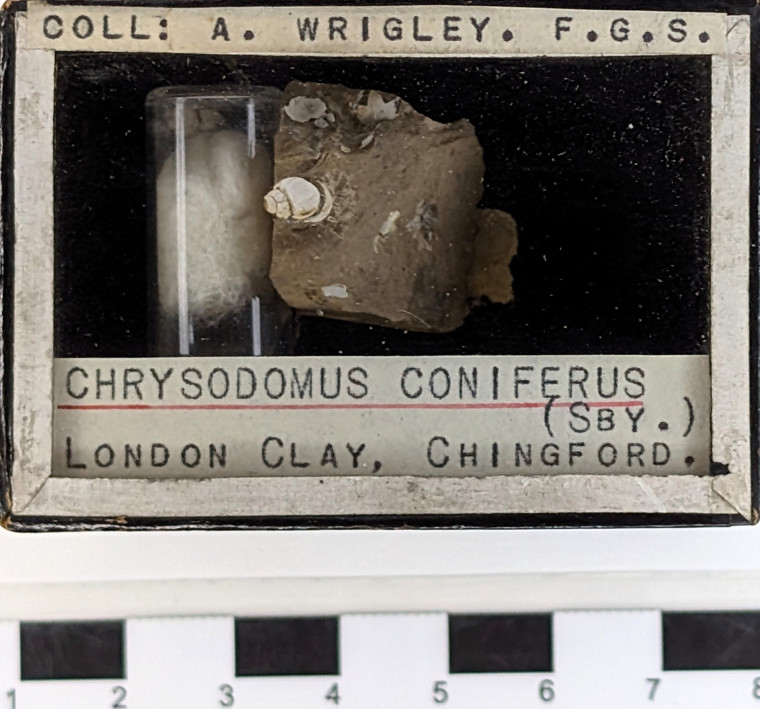 COLL: A. WRIGLEY. F.G.S.
CHRYSODOMUS CONIFERUS
(SBY.)
LONDON CLAY, CHINGFORD.
1 2 3 4 5 6 7 8